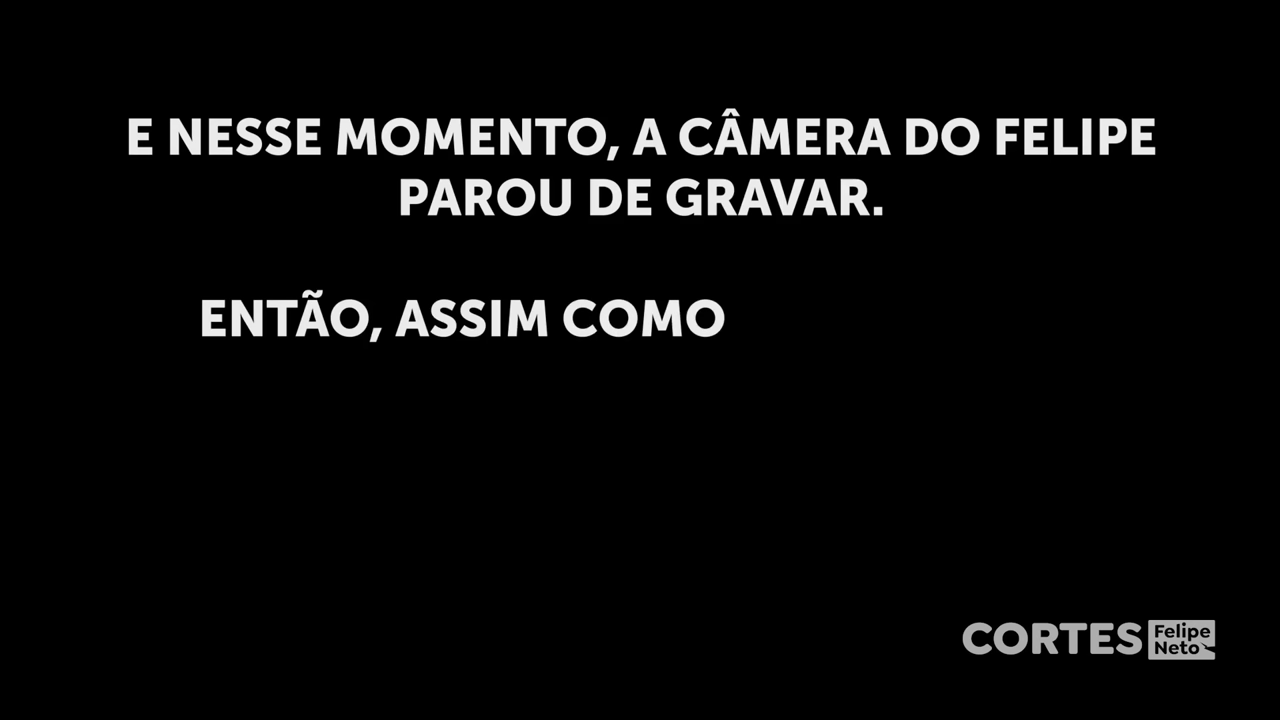 E NESSE MOMENTO, A CÂMERA DO FELIPE
PAROU DE GRAVAR.
ENTÃO, ASSIM COMO
CORTES Felipe
Neto